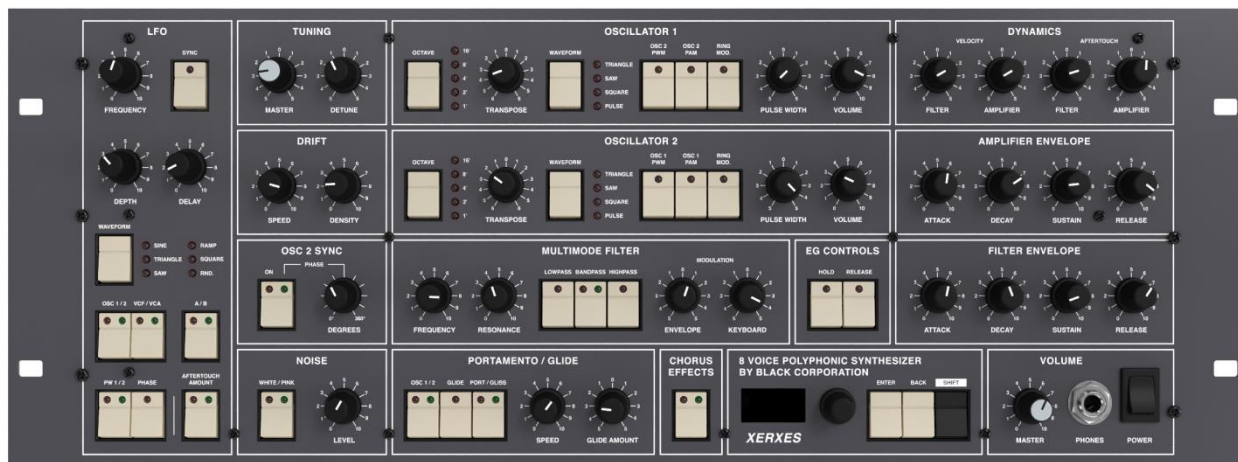 LFO
SYNC
FREQUENCY
DEPTH
DELAY
WAVEFORM
SINE
TRIANGLE
SAW
RAMP
SQUARE
RND.
OSC 1 / 2
VCF / VCA
A / B
PW 1 / 2
PHASE
AFTERTOUCH
AMOUNT
TUNING
MASTER
DETUNE
OSCILLATOR 1
OCTAVE
16'
8'
4'
2'
1'
TRANSPOSE
WAVEFORM
TRIANGLE
SAW
SQUARE
PULSE
OSC 2
PWM
OSC 2
PAM
RING
MOD.
PULSE WIDTH
VOLUME
DYNAMICS
VELOCITY
AFTERTOUCH
FILTER
AMPLIFIER
FILTER
AMPLIFIER
DRIFT
SPEED
DENSITY
OSCILLATOR 2
OCTAVE
16'
8'
4'
2'
1'
TRANSPOSE
WAVEFORM
TRIANGLE
SAW
SQUARE
PULSE
OSC 1
PWM
OSC 1
PAM
RING
MOD.
PULSE WIDTH
VOLUME
AMPLIFIER ENVELOPE
ATTACK
DECAY
SUSTAIN
RELEASE
OSC 2 SYNC
ON
PHASE
0°
360°
DEGREES
MULTIMODE FILTER
FREQUENCY
RESONANCE
LOWPASS
BANDPASS
HIGHPASS
MODULATION
ENVELOPE
KEYBOARD
EG CONTROLS
HOLD
RELEASE
FILTER ENVELOPE
ATTACK
DECAY
SUSTAIN
RELEASE
NOISE
WHITE / PINK
LEVEL
PORTAMENTO / GLIDE
OSC 1 / 2
GLIDE
PORT / GLISS
SPEED
GLIDE AMOUNT
CHORUS
EFFECTS
8 VOICE POLYPHONIC SYNTHESIZER
BY BLACK CORPORATION
ENTER
BACK
SHIFT
XERXES
VOLUME
MASTER
PHONES
POWER